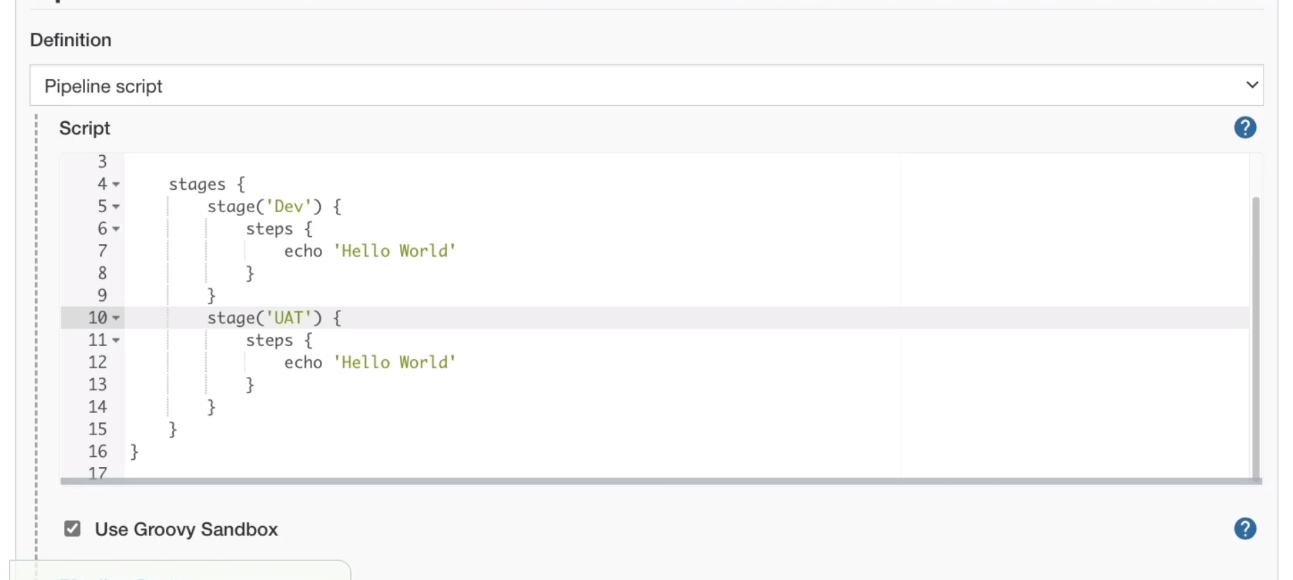 Definition
Pipeline script
Script
?
3
4 stages {
5 stage('Dev') {
6 steps {
7 echo 'Hello World'
8 }
9 }
10 stage('UAT') {
11 steps {
12 echo 'Hello World'
13 }
14 }
15 }
16 }
17
Use Groovy Sandbox
?